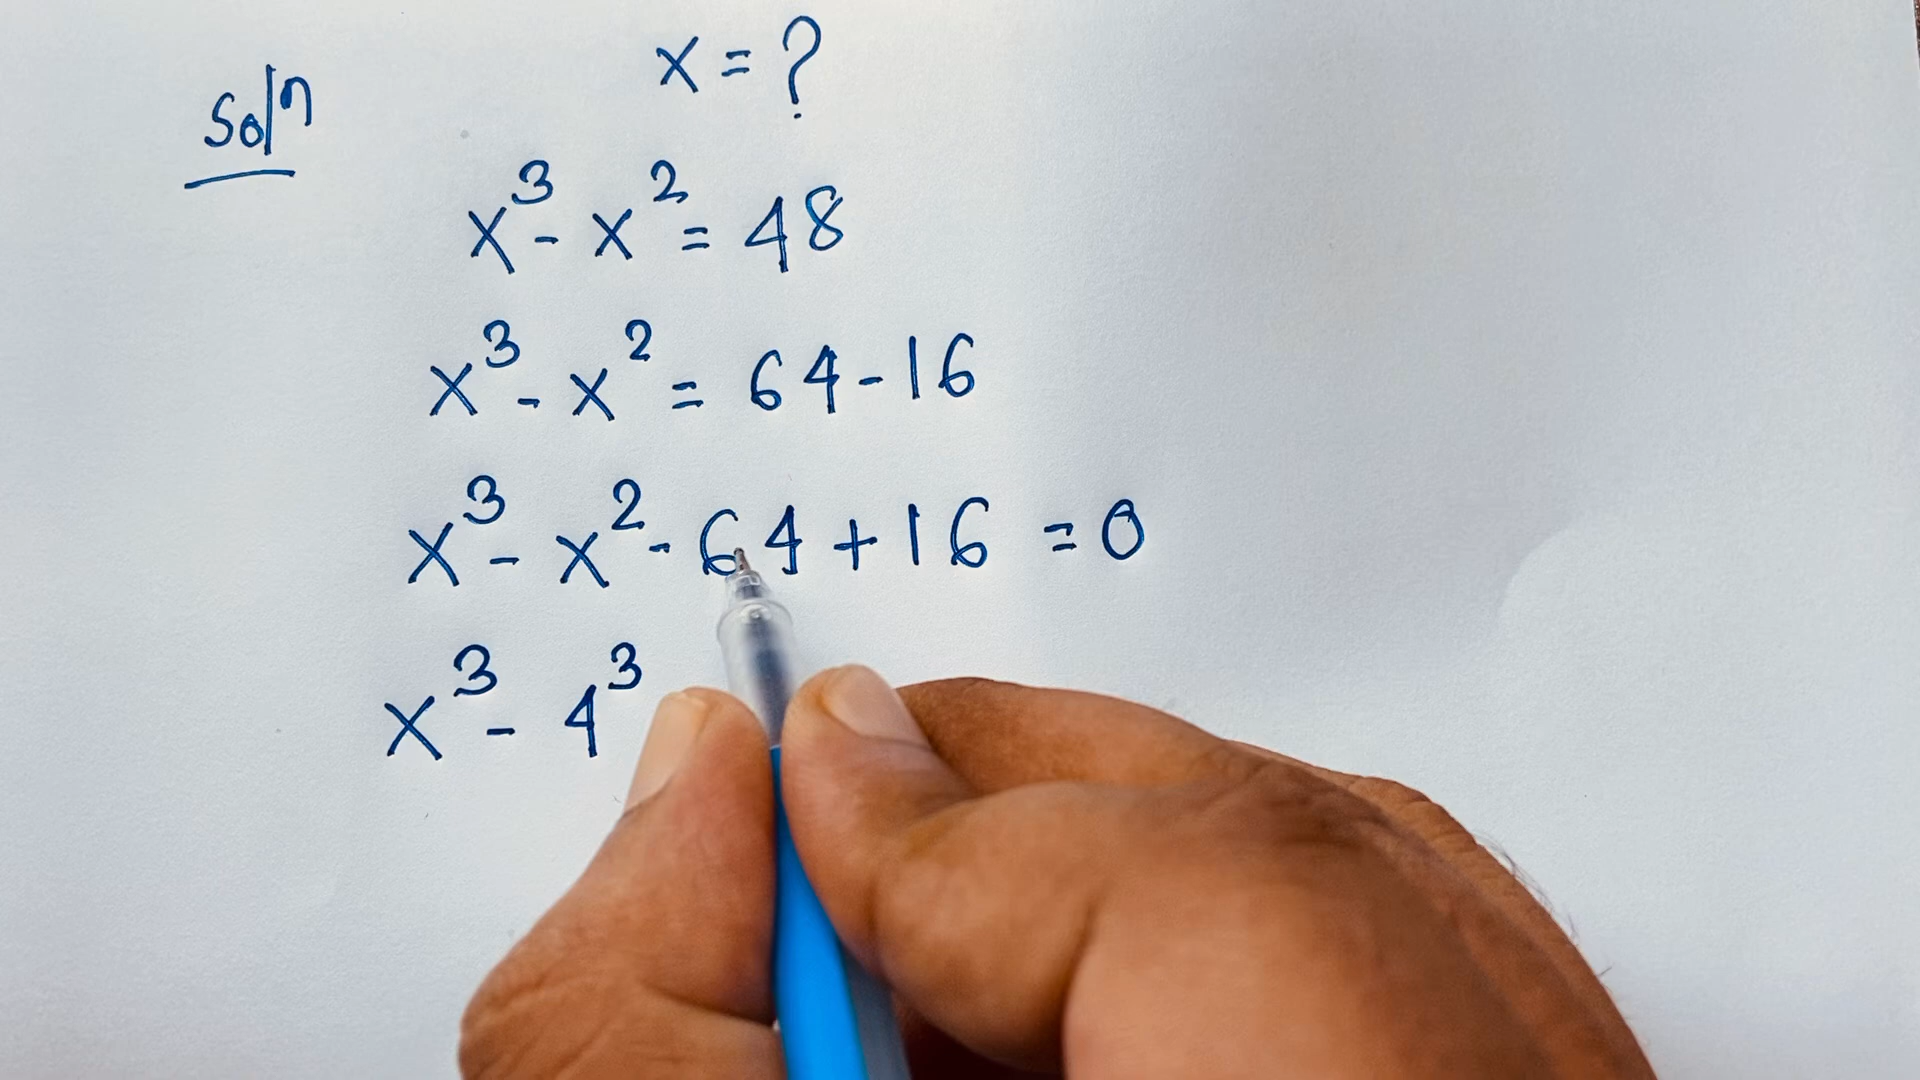 x = ?
Soln
x³ - x² = 48
x³ - x² = 64 - 16
x³ - x² - 64 + 16 = 0
x³ - 4³